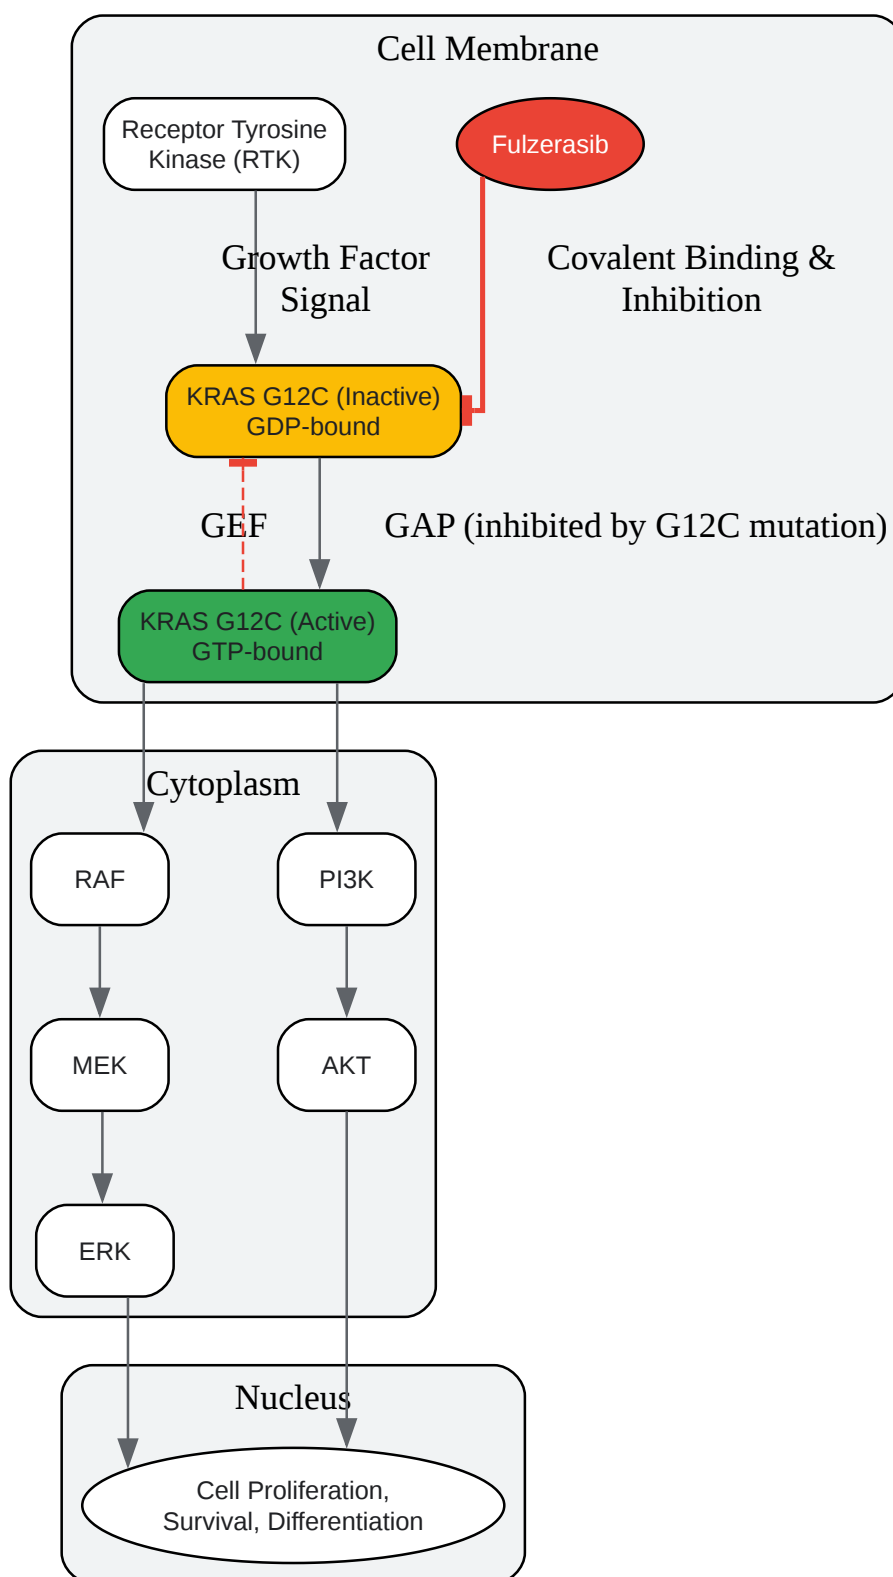 Cell Membrane
Receptor Tyrosine
Kinase (RTK)
Fulzerasib
Growth Factor
Signal
Covalent Binding &
Inhibition
KRAS G12C (Inactive)
GDP-bound
GEF
GAP (inhibited by G12C mutation)
KRAS G12C (Active)
GTP-bound
Cytoplasm
RAF
PI3K
MEK
AKT
ERK
Nucleus
Cell Proliferation,
Survival, Differentiation